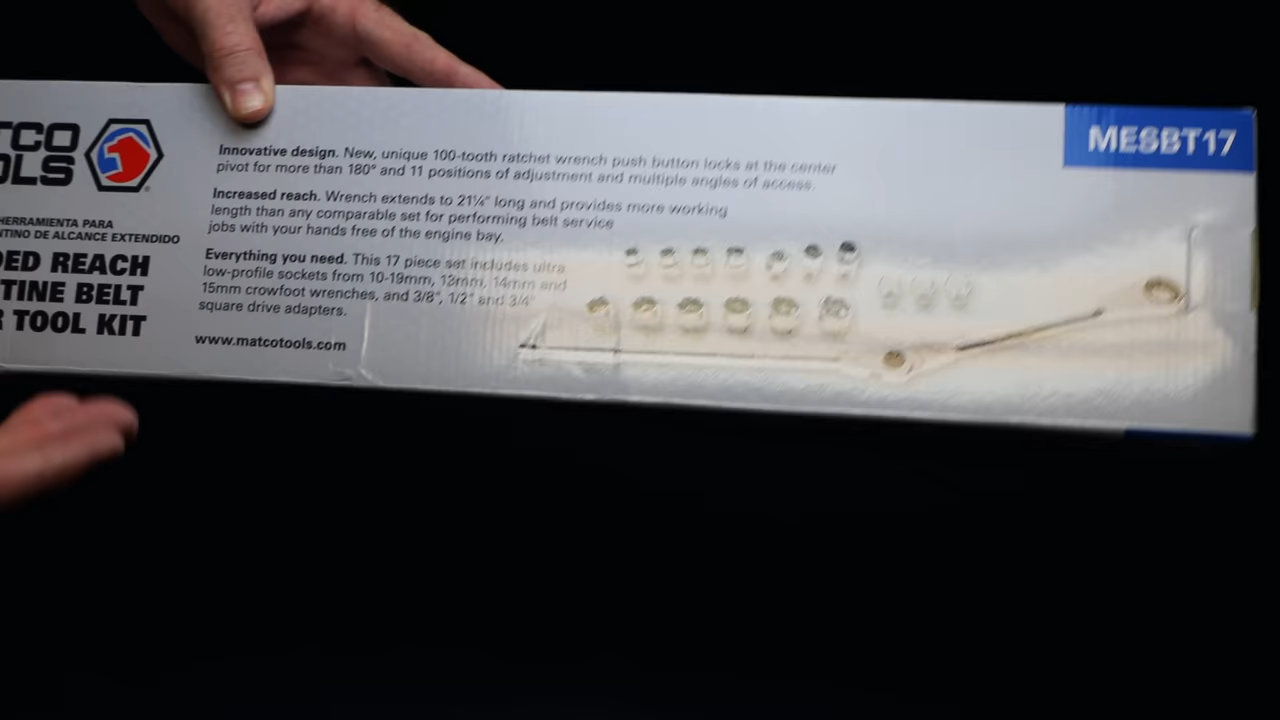 TCO
OLS
MESBT17
HERRAMIENTA PARA
NTINO DE ALCANCE EXTENDIDO
DED REACH
TINE BELT
R TOOL KIT
Innovative design. New, unique 100-tooth ratchet wrench push button locks at the center
pivot for more than 180° and 11 positions of adjustment and multiple angles of access.
Increased reach. Wrench extends to 21¼" long and provides more working
length than any comparable set for performing belt service
jobs with your hands free of the engine bay.
Everything you need. This 17 piece set includes ultra
low-profile sockets from 10-19mm, 13mm, 14mm and
15mm crowfoot wrenches, and 3/8", 1/2" and 3/4"
square drive adapters.
www.matcotools.com